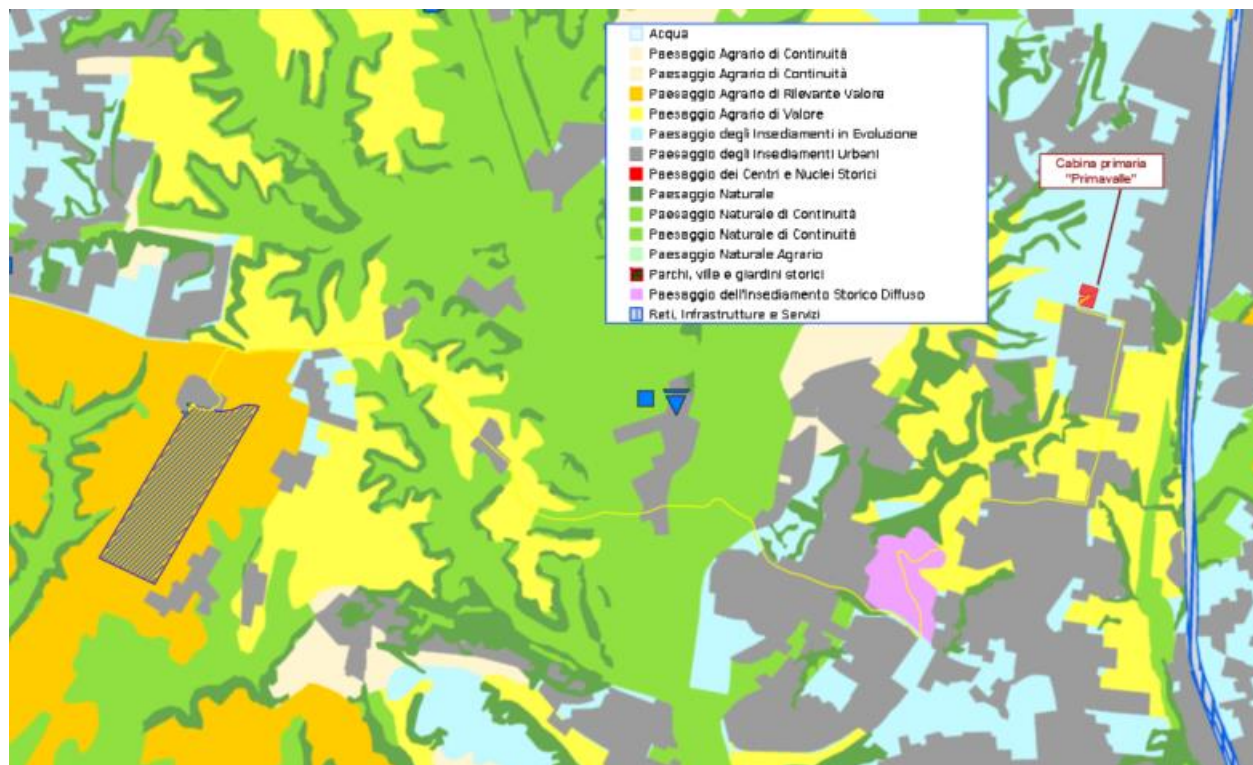 Acqua
Paesaggio Agrario di Continuità
Paesaggio Agrario di Continuità
Paesaggio Agrario di Rilevante Valore
Paesaggio Agrario di Valore
Paesaggio degli Insediamenti in Evoluzione
Paesaggio degli Insediamenti Urbani
Paesaggio dei Centri e Nuclei Storici
Paesaggio Naturale
Paesaggio Naturale di Continuità
Paesaggio Naturale di Continuità
Paesaggio Naturale Agrario
Parchi, ville e giardini storici
Paesaggio dell'Insediamento Storico Diffuso
Reti, Infrastrutture e Servizi
Cabina primaria
"Primavalle"